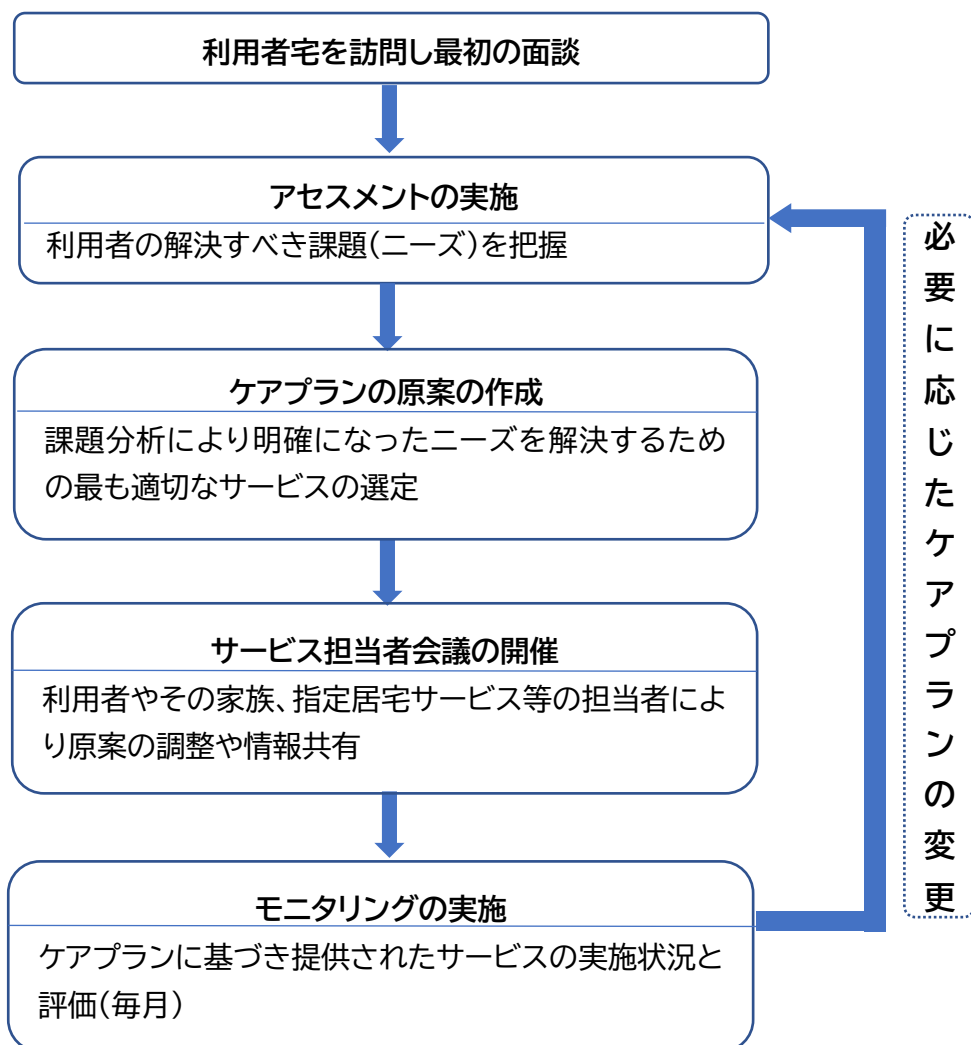 利用者宅を訪問し最初の面談
アセスメントの実施
利用者の解決すべき課題(ニーズ)を把握
ケアプランの原案の作成
課題分析により明確になったニーズを解決するため
の最も適切なサービスの選定
サービス担当者会議の開催
利用者やその家族、指定居宅サービス等の担当者によ
り原案の調整や情報共有
モニタリングの実施
ケアプランに基づき提供されたサービスの実施状況と
評価(毎月)
必要に応じたケアプランの変更